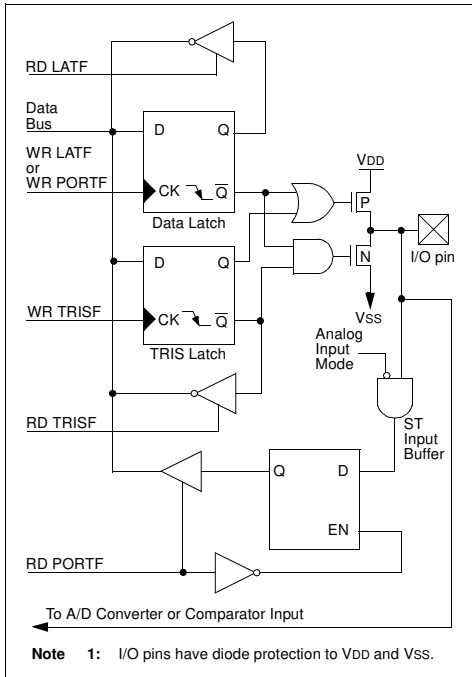 RD LATF
Data
Bus
D Q
WR LATF
or
WR PORTF
CK Q
Data Latch
VDD
P
I/O pin
N
D Q
WR TRISF
CK Q
TRIS Latch
VSS
Analog
Input
Mode
RD TRISF
ST
Input
Buffer
Q D
EN
RD PORTF
To A/D Converter or Comparator Input
Note 1: I/O pins have diode protection to VDD and VSS.